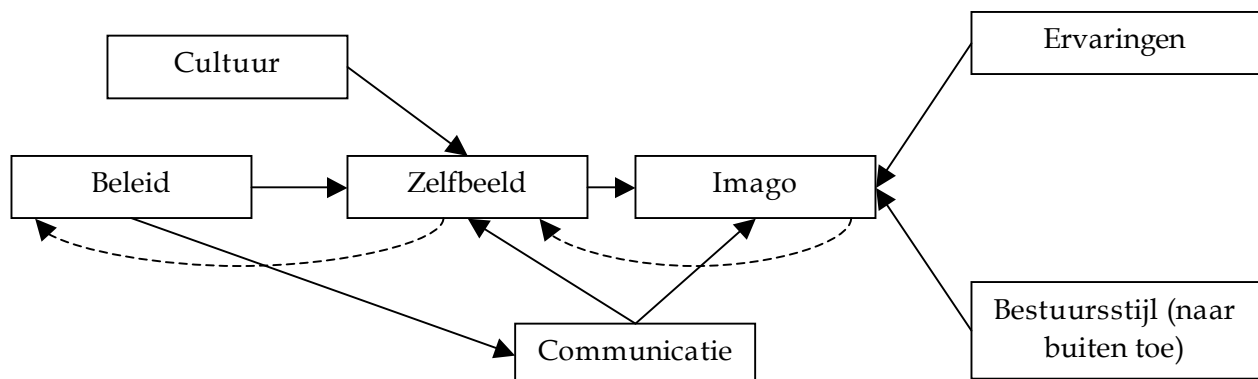 Ervaringen
Cultuur
Beleid
Zelfbeeld
Imago
Communicatie
Bestuursstijl (naar
buiten toe)